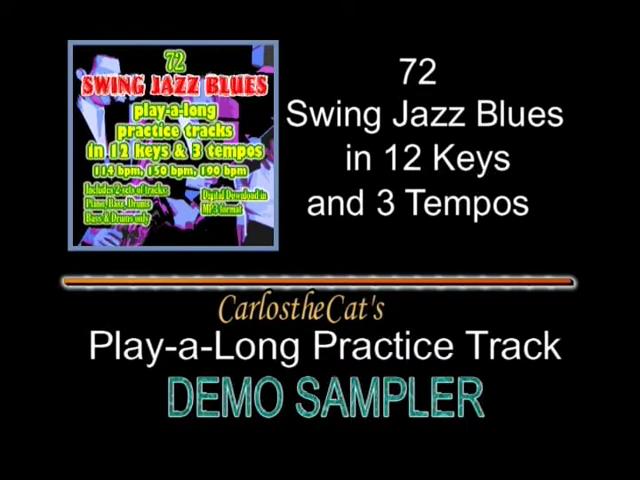 72
SWING JAZZ BLUES
play-a-long
practice tracks
in 12 keys & 3 tempos
114 bpm, 150 bpm, 190 bpm
Includes 2 sets of tracks:
Piano, Bass, Drums
Bass & Drums only
Digital Download in
MP3 format
72
Swing Jazz Blues
in 12 Keys
and 3 Tempos
CarlostheCat's
Play-a-Long Practice Track
DEMO SAMPLER